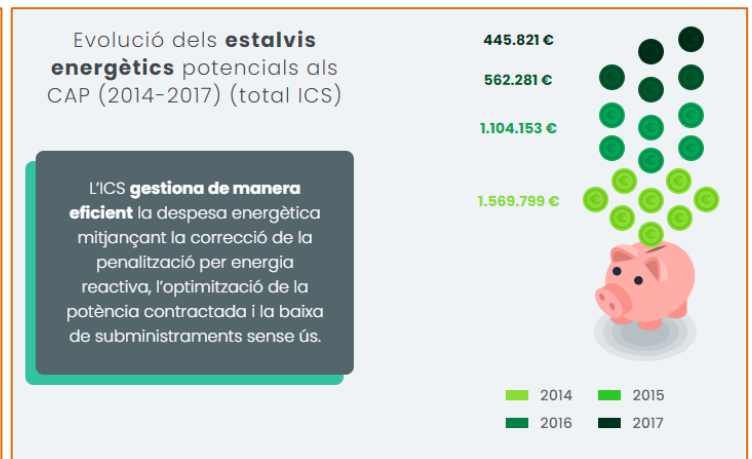 Evolució dels estalvis
energètics potencials als
CAP (2014-2017) (total ICS)
L’ICS gestiona de manera
eficient la despesa energètica
mitjançant la correcció de la
penalització per energia
reactiva, l’optimització de la
potència contractada i la baixa
de subministraments sense ús.
445.821 €
562.281 €
1.104.153 €
1.569.799 €
2014 2015
2016 2017